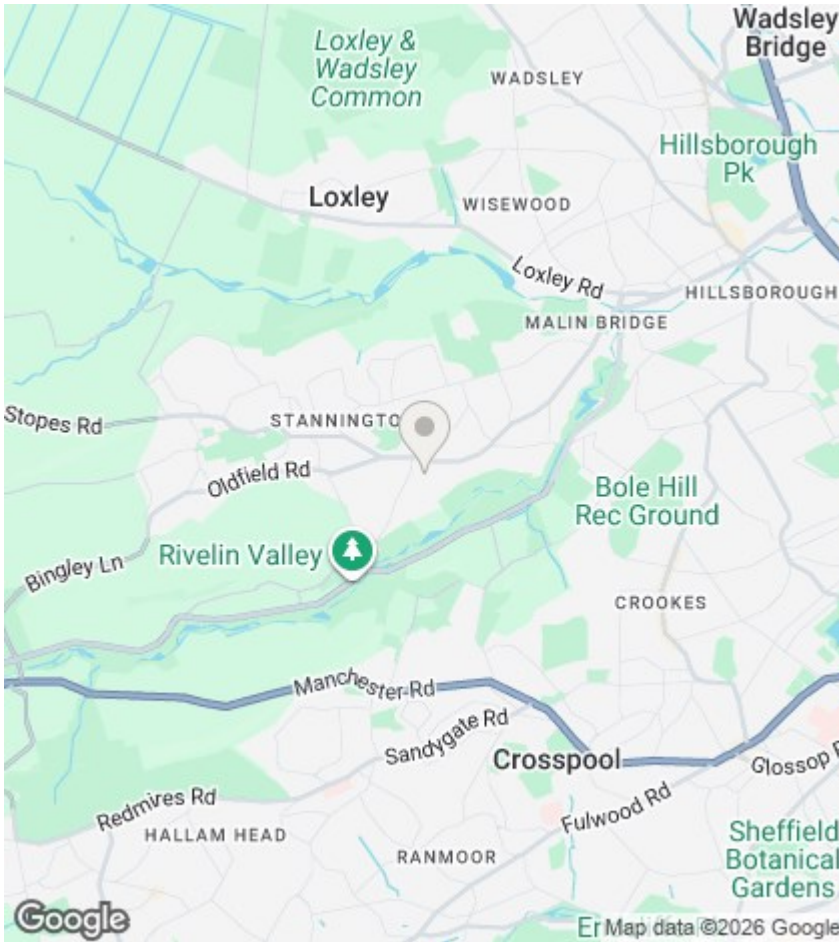 Wadsley
Bridge
Loxley &
Wadsley
Common
WADSLEY
Hillsborough
Pk
Loxley
WISEWOOD
Loxley Rd
HILLSBOROUGH
MALIN BRIDGE
Stopes Rd
STANNINGTO
Oldfield Rd
Bole Hill
Rec Ground
Rivelin Valley
Bingley Ln
CROOKES
Manchester Rd
Sandygate Rd
Crosspool
Glossop
Redmires Rd
Fulwood Rd
HALLAM HEAD
RANMOOR
Sheffield
Botanical
Gardens
Google
Map data ©2026 Google